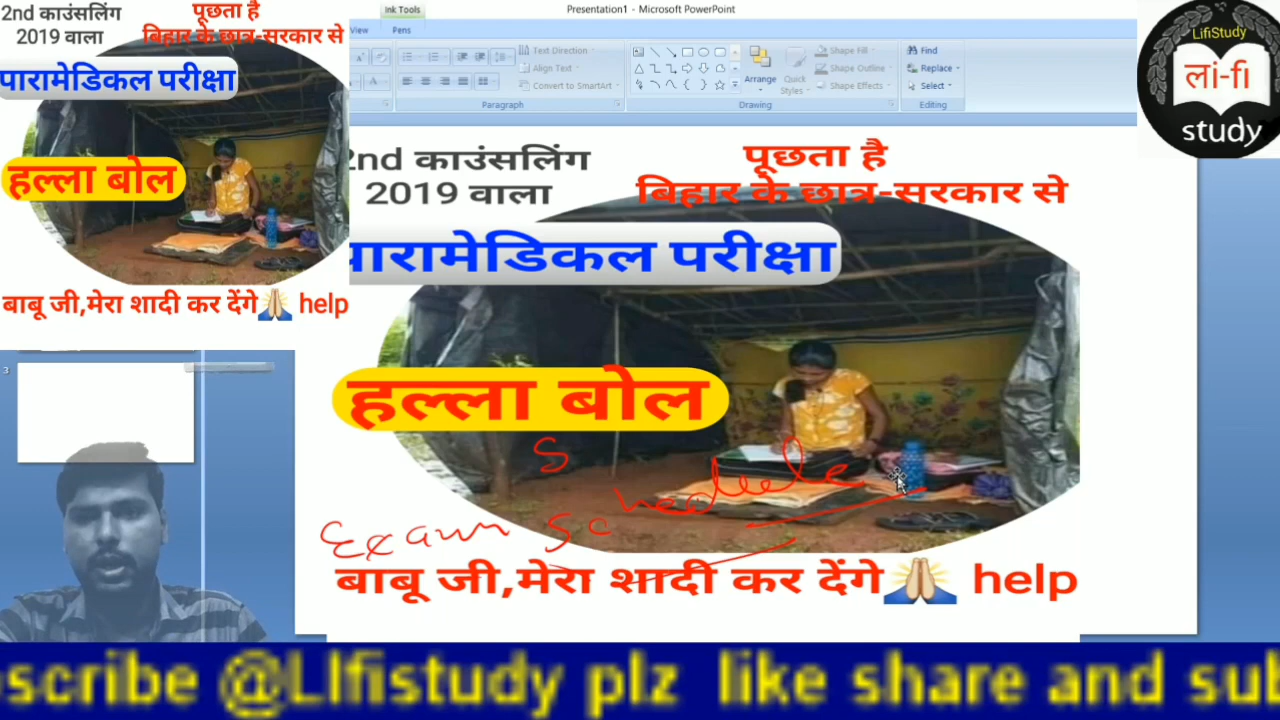 2nd काउंसलिंग
2019 वाला
पूछता है
बिहार के छात्र-सरकार से
पारामेडिकल परीक्षा
हल्ला बोल
बाबू जी,मेरा शादी कर देंगे🙏 help
Ink Tools
Presentation1 - Microsoft PowerPoint
View
Pens
Text Direction
Align Text
Convert to SmartArt
Paragraph
Arrange
Quick
Styles
Shape Fill
Shape Outline
Shape Effects
Drawing
Find
Replace
Select
Editing
LifiStudy
लां-fi
study
2nd काउंसलिंग
2019 वाला
पूछता है
बिहार के छात्र-सरकार से
पारामेडिकल परीक्षा
हल्ला बोल
S
Exam Schedule
बाबू जी,मेरा शादी कर देंगे🙏 help
3
scribe @LIfistudy plz like share and sub